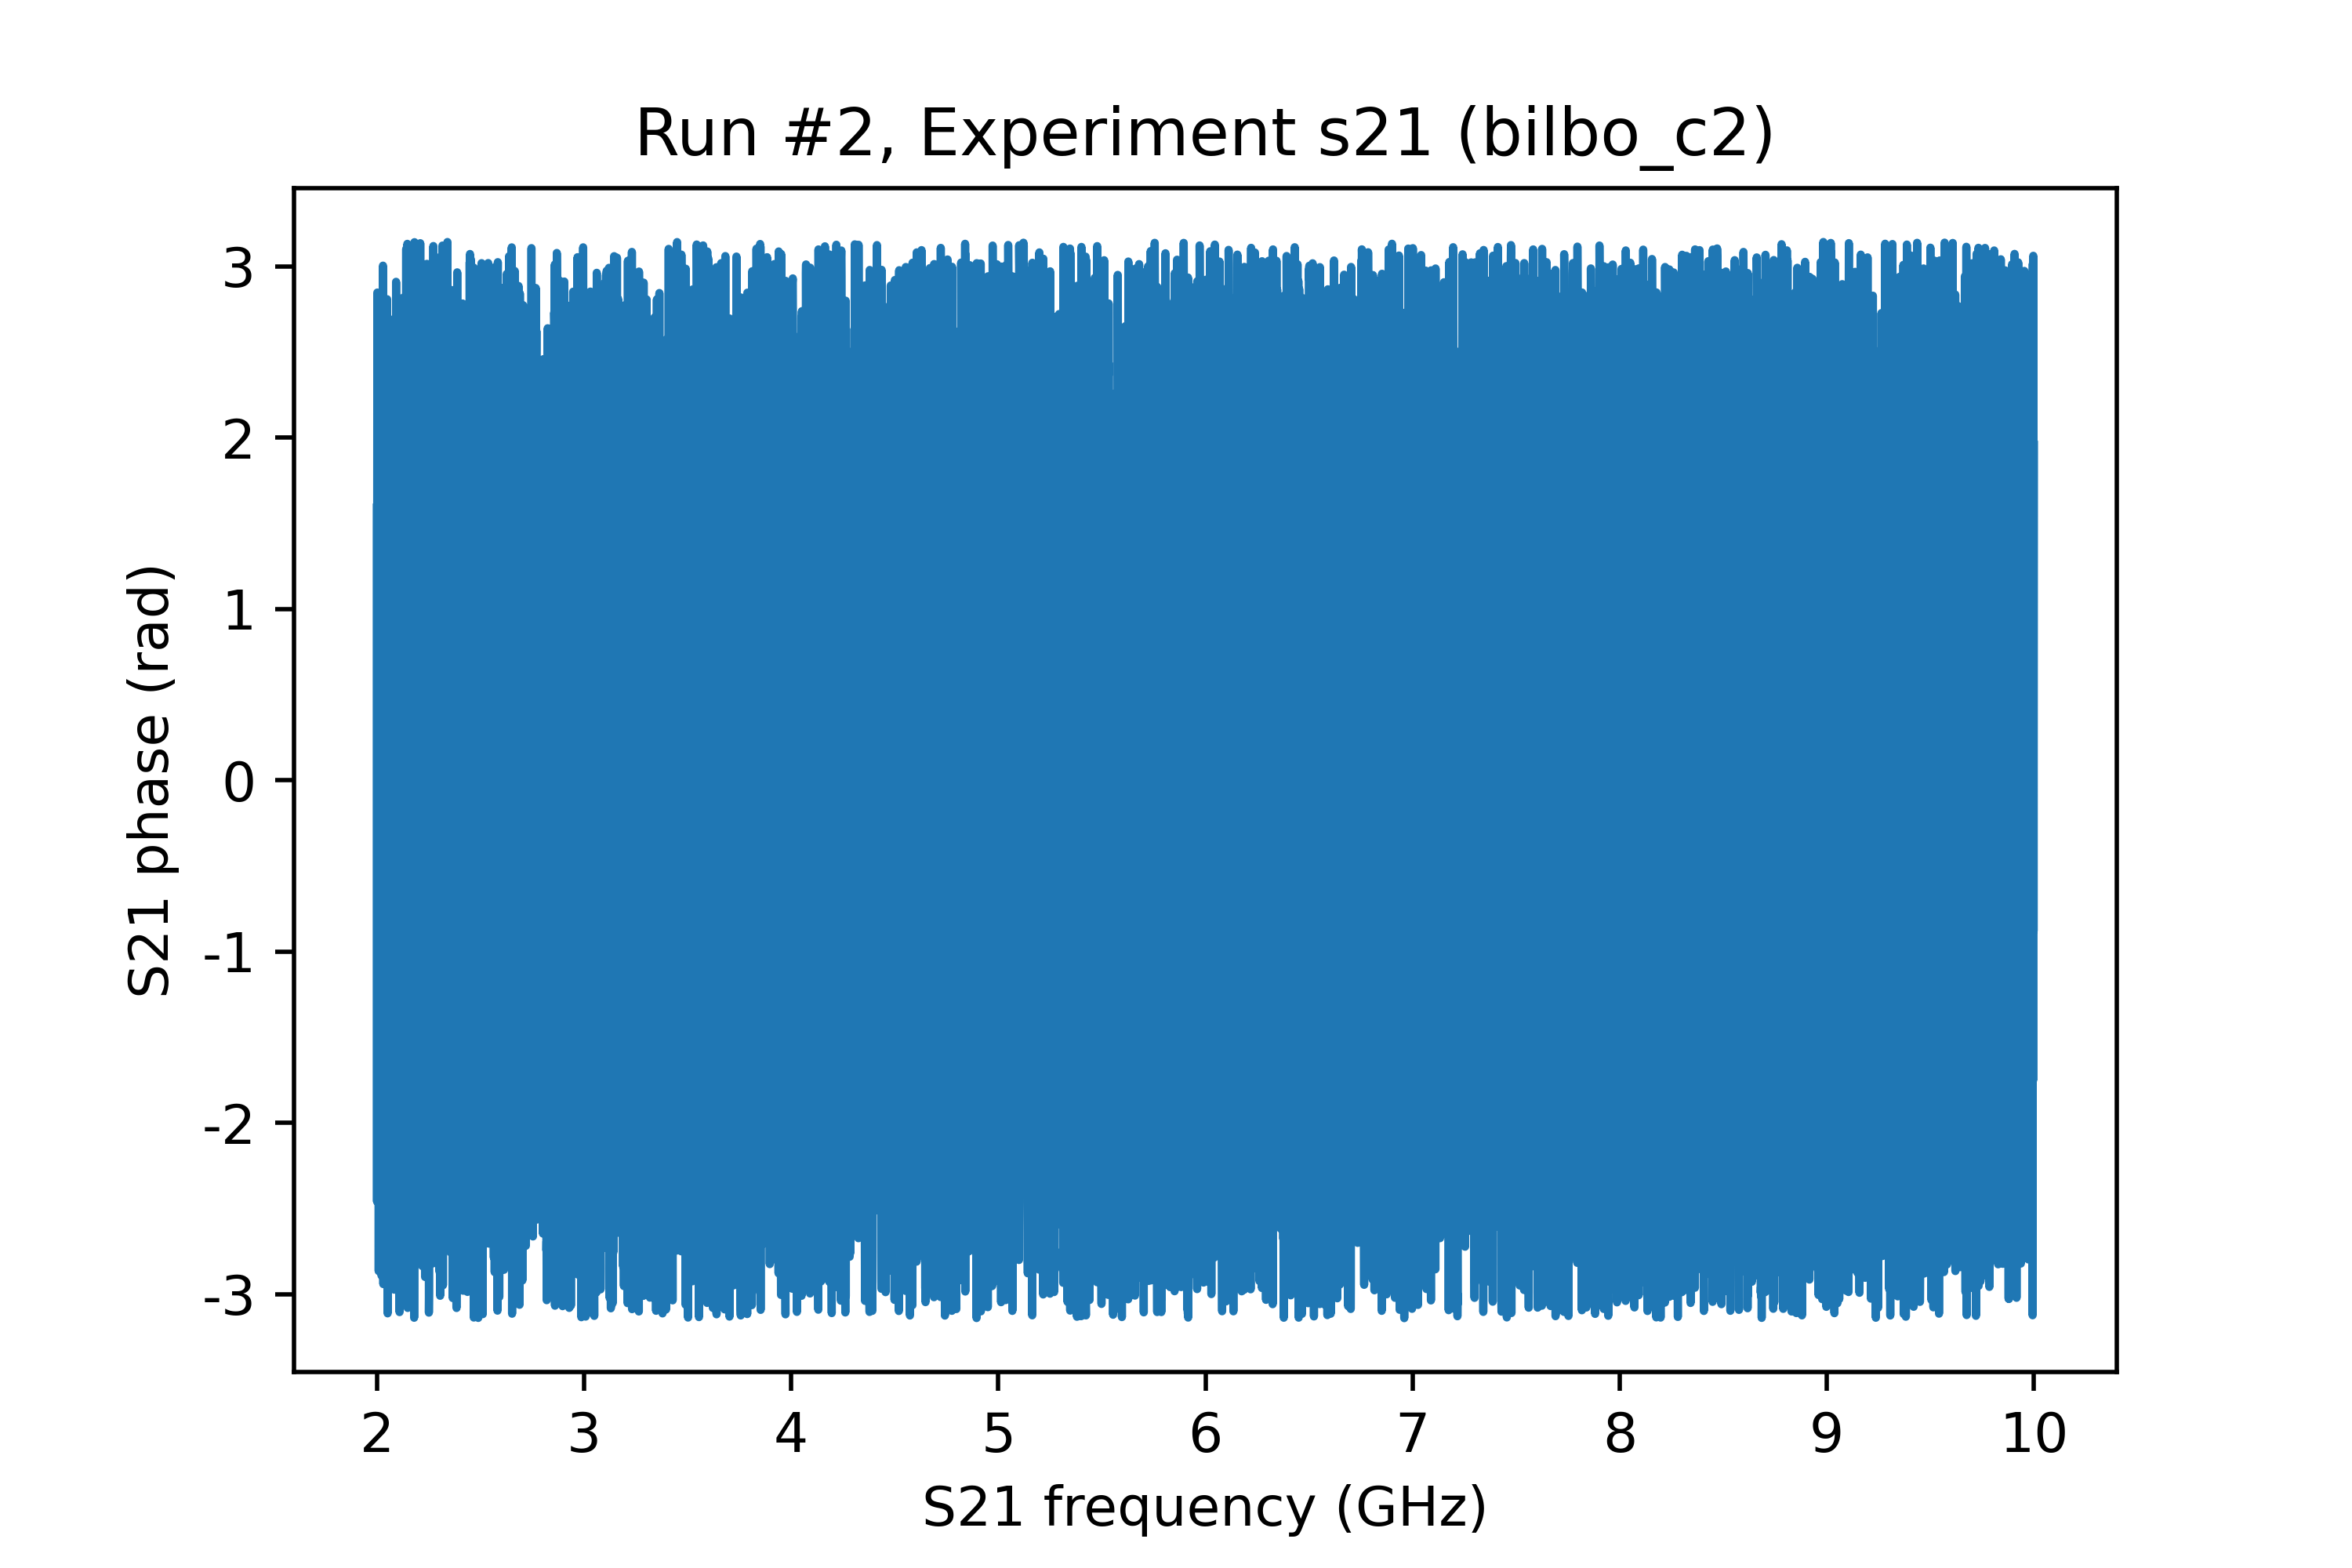 Run #2, Experiment s21 (bilbo_c2)
3
2
1
0
-1
-2
-3
S21 phase (rad)
2 3 4 5 6 7 8 9 10
S21 frequency (GHz)